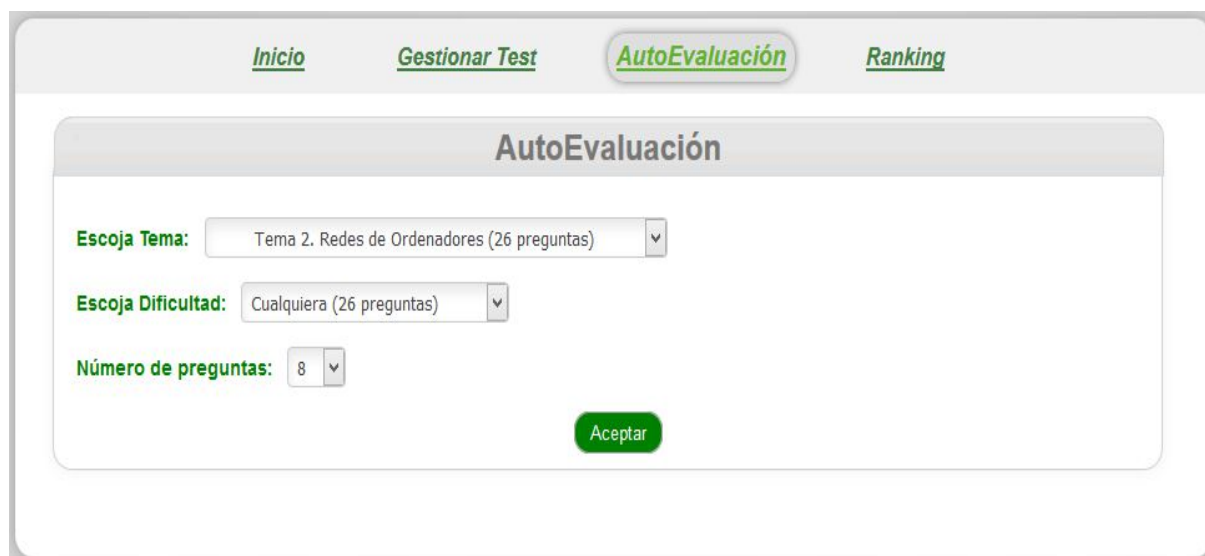 Inicio Gestionar Test AutoEvaluación Ranking
AutoEvaluación
Escoja Tema: Tema 2. Redes de Ordenadores (26 preguntas)
Escoja Dificultad: Cualquiera (26 preguntas)
Número de preguntas: 8
Aceptar